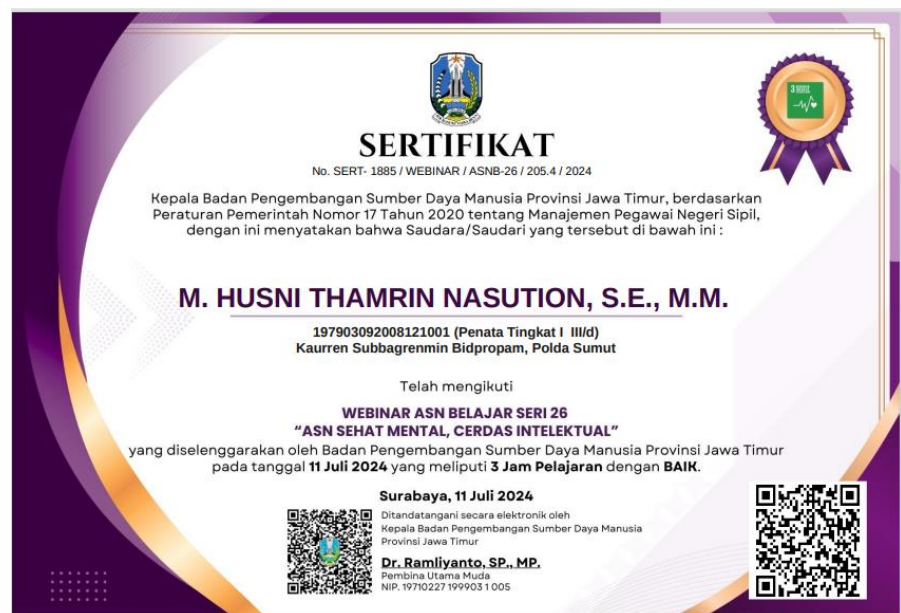 SERTIFIKAT
No. SERT- 1885 / WEBINAR / ASNB-26 / 205.4 / 2024
Kepala Badan Pengembangan Sumber Daya Manusia Provinsi Jawa Timur, berdasarkan
Peraturan Pemerintah Nomor 17 Tahun 2020 tentang Manajemen Pegawai Negeri Sipil,
dengan ini menyatakan bahwa Saudara/Saudari yang tersebut di bawah ini :
M. HUSNI THAMRIN NASUTION, S.E., M.M.
197903092008121001 (Penata Tingkat I III/d)
Kaurren Subbagrenmin Bidpropam, Polda Sumut
Telah mengikuti
WEBINAR ASN BELAJAR SERI 26
“ASN SEHAT MENTAL, CERDAS INTELEKTUAL”
yang diselenggarakan oleh Badan Pengembangan Sumber Daya Manusia Provinsi Jawa Timur
pada tanggal 11 Juli 2024 yang meliputi 3 Jam Pelajaran dengan BAIK.
Surabaya, 11 Juli 2024
Ditandatangani secara elektronik oleh
Kepala Badan Pengembangan Sumber Daya Manusia
Provinsi Jawa Timur
Dr. Ramliyanto, SP., MP.
Pembina Utama Muda
NIP. 19710227 199903 1 005